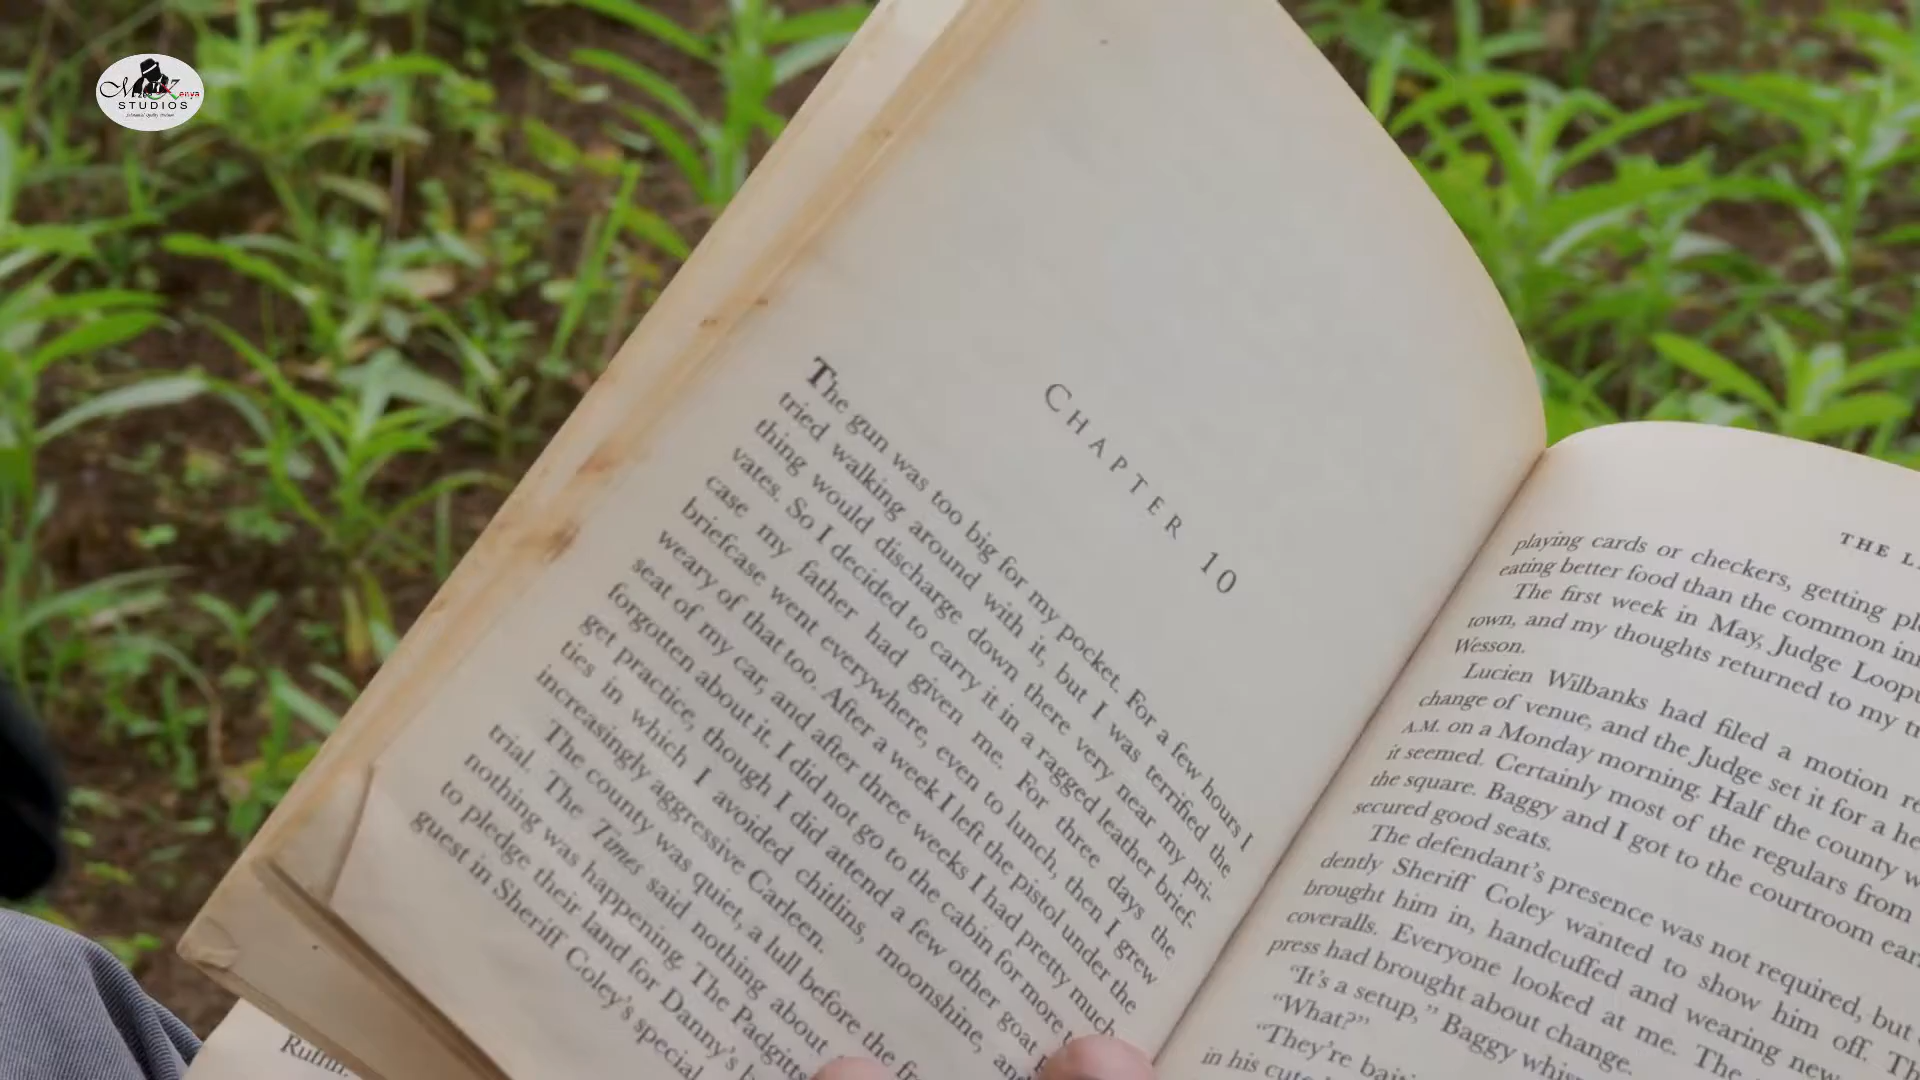 STUDIOS
CHAPTER 10
The gun was too big for my pocket. For a few hours I
tried walking around with it, but I was terrified the
thing would discharge down there very near my pri-
vates. So I decided to carry it in a ragged leather brief-
case my father had given me. For three days the
briefcase went everywhere, even to lunch, then I grew
weary of that too. After a week I left the pistol under the
seat of my car, and after three weeks I had pretty much
forgotten about it. I did not go to the cabin for more
get practice, though I did attend a few other goat
ties in which I avoided chitlins, moonshine, and
increasingly aggressive Carleen.
The county was quiet, a lull before the
trial. The Times said nothing about
nothing was happening. The Padgitts
to pledge their land for Danny's
guest in Sheriff Coley's special
THE
playing cards or checkers, getting
eating better food than the common
The first week in May, Judge
town, and my thoughts returned to my
Wesson.
Lucien Wilbanks had filed a motion
change of venue, and the Judge set it for a
A.M. on a Monday morning. Half the county
it seemed. Certainly most of the regulars from
the square. Baggy and I got to the courtroom
secured good seats.
The defendant's presence was not required, but
dently Sheriff Coley wanted to show him off.
brought him in, handcuffed and wearing new
coveralls. Everyone looked at me. The
press had brought about change.
"It's a setup," Baggy
"What?"
"They're
in his